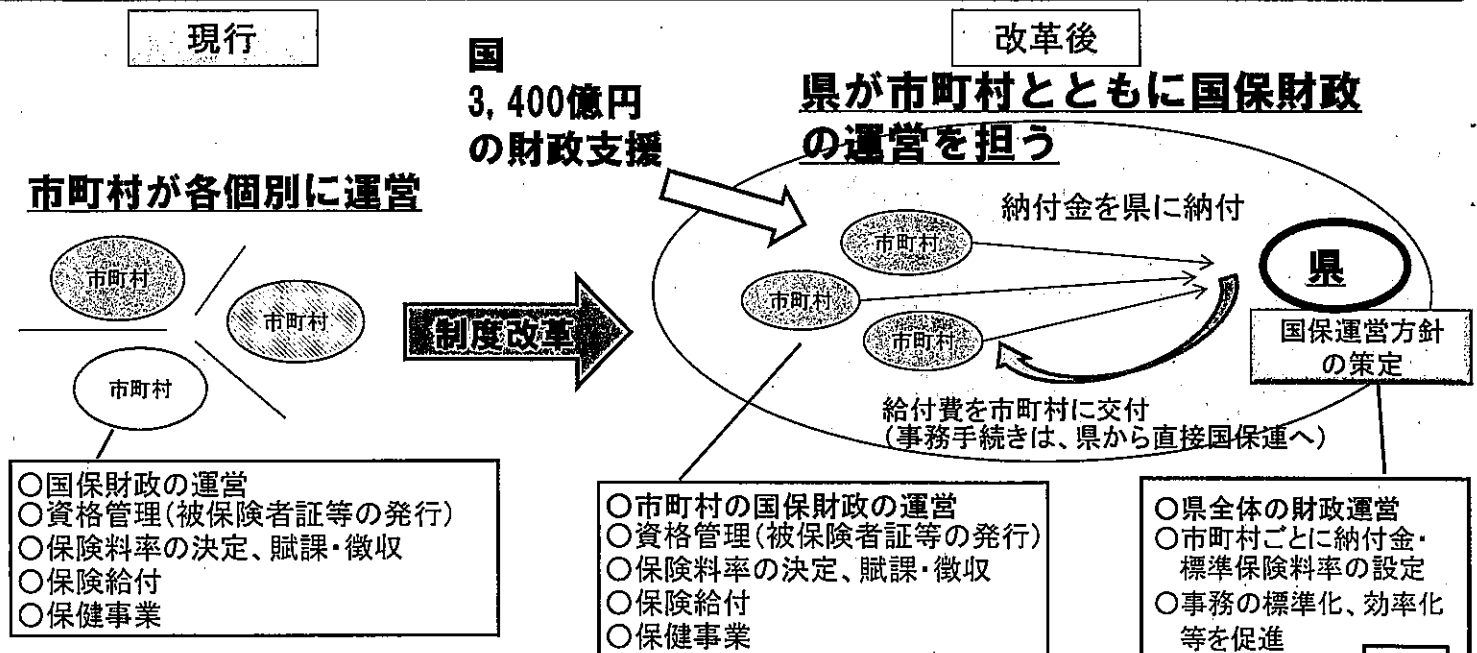 現行
市町村が各個別に運営
市町村
市町村
市町村
○国保財政の運営
○資格管理(被保険者証等の発行)
○保険料率の決定、賦課・徴収
○保険給付
○保健事業
制度改革
国
3,400億円
の財政支援
改革後
県が市町村とともに国保財政
の運営を担う
納付金を県に納付
市町村
市町村
市町村
県
国保運営方針
の策定
給付費を市町村に交付
(事務手続きは、県から直接国保連へ)
○市町村の国保財政の運営
○資格管理(被保険者証等の発行)
○保険料率の決定、賦課・徴収
○保険給付
○保健事業
○県全体の財政運営
○市町村ごとに納付金・
標準保険料率の設定
○事務の標準化、効率化
等を促進